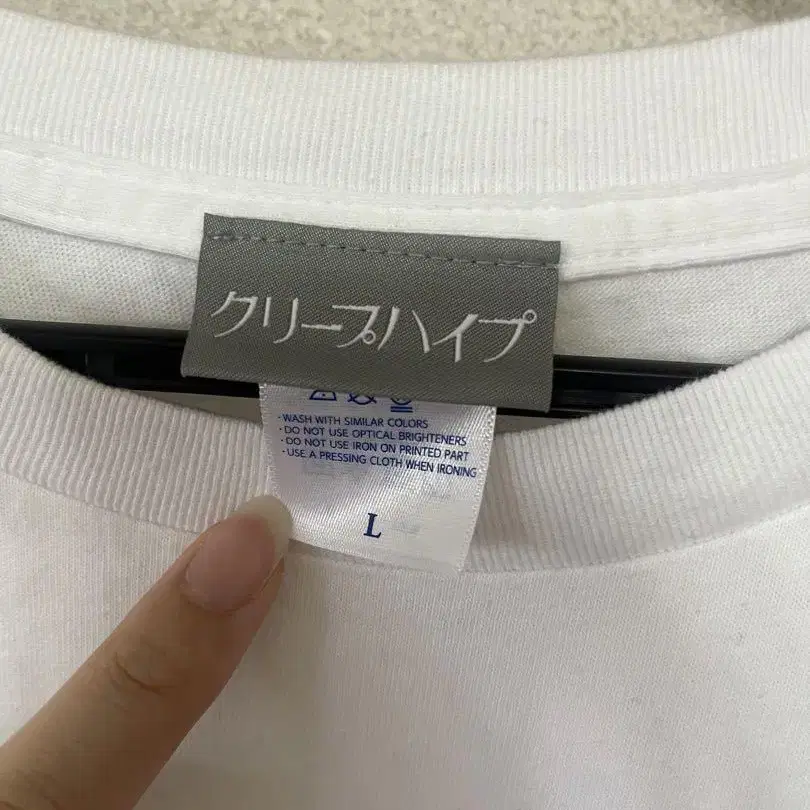 クリープハイプ
・WASH WITH SIMILAR COLORS
・DO NOT USE OPTICAL BRIGHTENERS
・DO NOT USE IRON ON PRINTED PART
・USE A PRESSING CLOTH WHEN IRONING
L